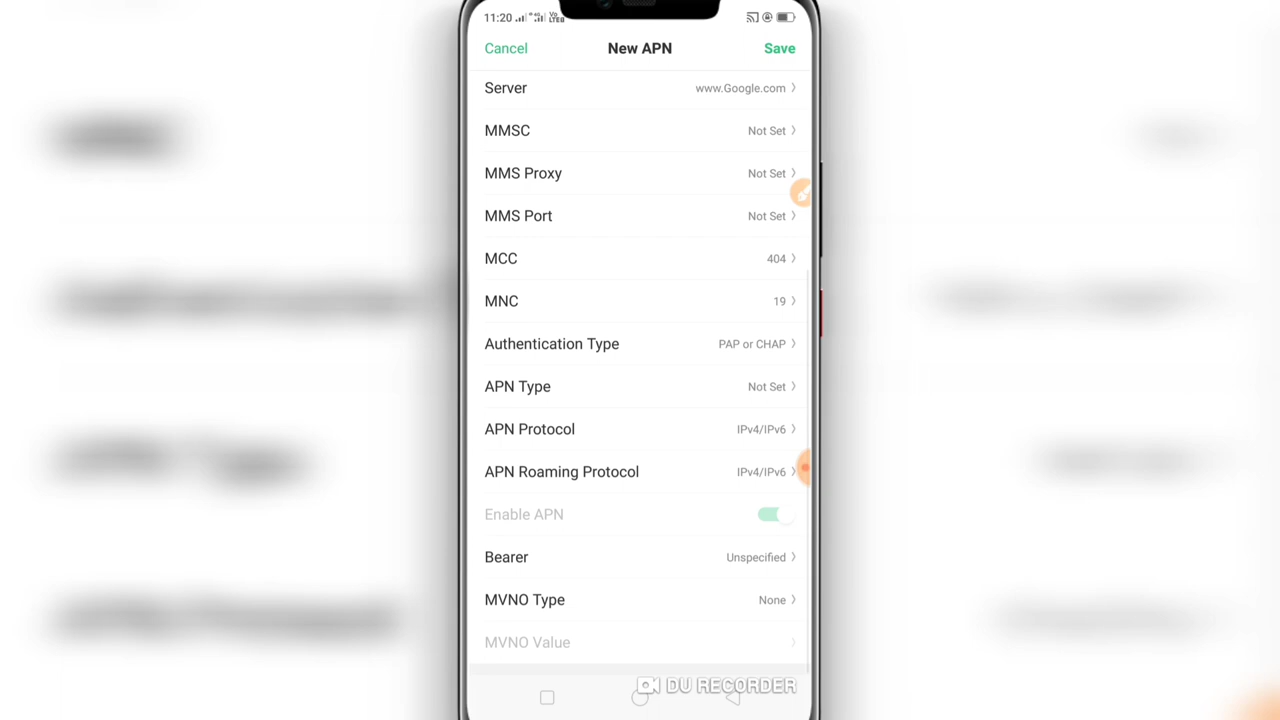 11:20
Cancel New APN Save
Server www.Google.com
MMSC Not Set
MMS Proxy Not Set
MMS Port Not Set
MCC 404
MNC 19
Authentication Type PAP or CHAP
APN Type Not Set
APN Protocol IPv4/IPv6
APN Roaming Protocol IPv4/IPv6
Enable APN
Bearer Unspecified
MVNO Type None
MVNO Value
DU RECORDER